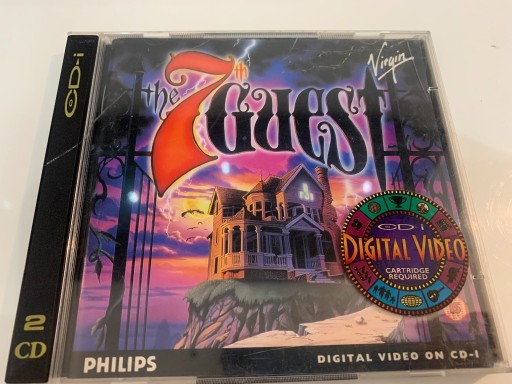 CD-i
2
CD
the 7th Guest
Virgin
CD-i
DIGITAL VIDEO
CARTRIDGE
REQUIRED
PHILIPS
DIGITAL VIDEO ON CD-I